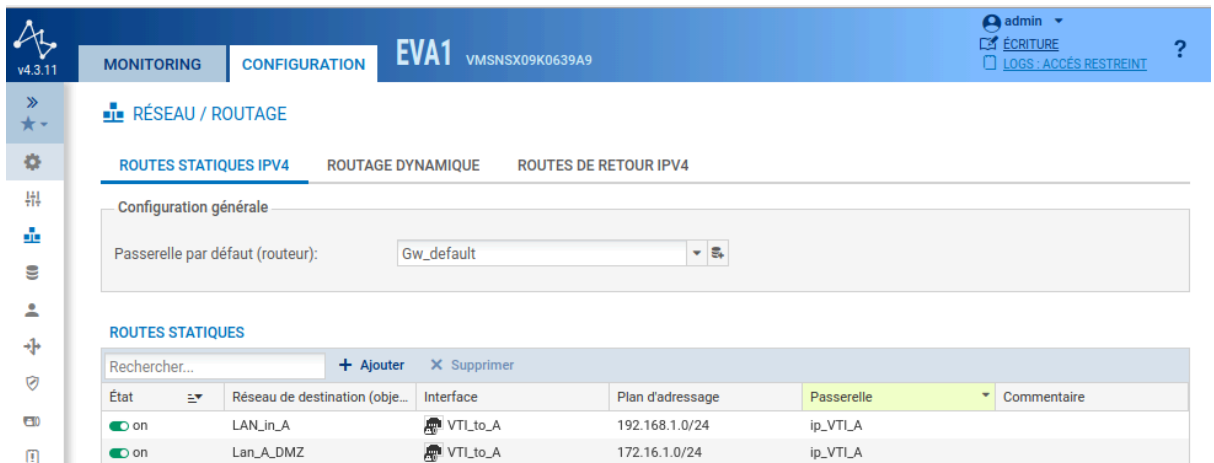 v4.3.11
MONITORING
CONFIGURATION
EVA1 VMSNSX09K0639A9
admin
ÉCRITURE
LOGS : ACCÉS RESTREINT
?
RÉSEAU / ROUTAGE
ROUTES STATIQUES IPV4 ROUTAGE DYNAMIQUE ROUTES DE RETOUR IPV4
Configuration générale
Passerelle par défaut (routeur): Gw_default
ROUTES STATIQUES
Rechercher... + Ajouter × Supprimer
État Réseau de destination (obje... Interface Plan d'adressage Passerelle Commentaire
on LAN_in_A VTI_to_A 192.168.1.0/24 ip_VTI_A
on Lan_A_DMZ VTI_to_A 172.16.1.0/24 ip_VTI_A